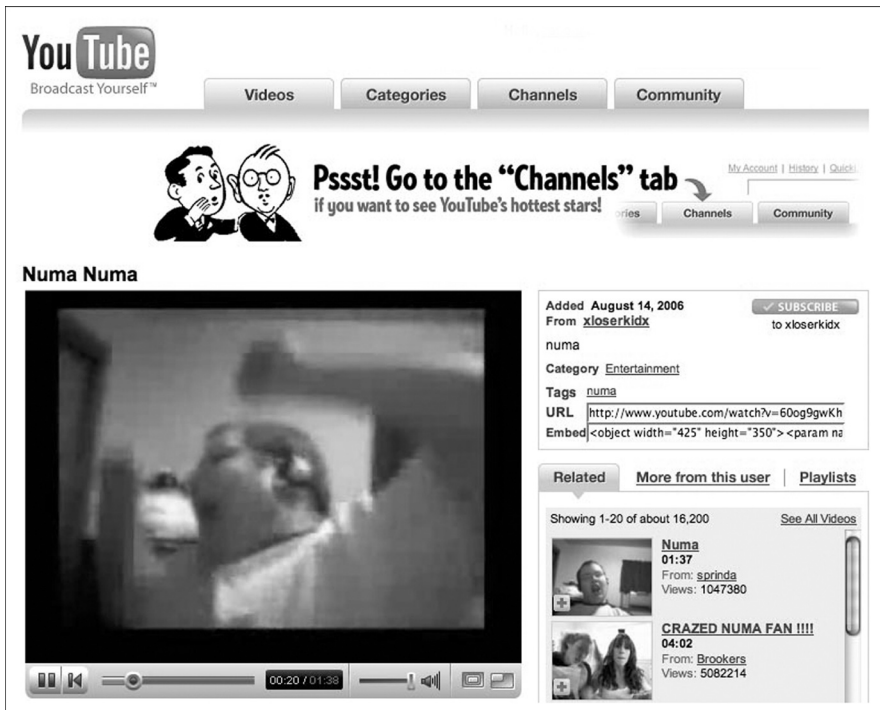 YouTube
Broadcast Yourself™
Videos
Categories
Channels
Community
Pssst! Go to the “Channels” tab
if you want to see YouTube’s hottest stars!
My Account | History |
Channels
Community
Numa Numa
Added August 14, 2006
From xloserkidx
SUBSCRIBE
to xloserkidx
numa
Category Entertainment
Tags numa
URL http://www.youtube.com/watch?v=60og9gwKh
Embed <object width="425" height="350"> <param na
Related
More from this user
Playlists
Showing 1-20 of about 16,200
See All Videos
Numa
01:37
From: sprinda
Views: 1047380
CRAZED NUMA FAN !!!!
04:02
From: Brookers
Views: 5082214
00:20 / 01:38